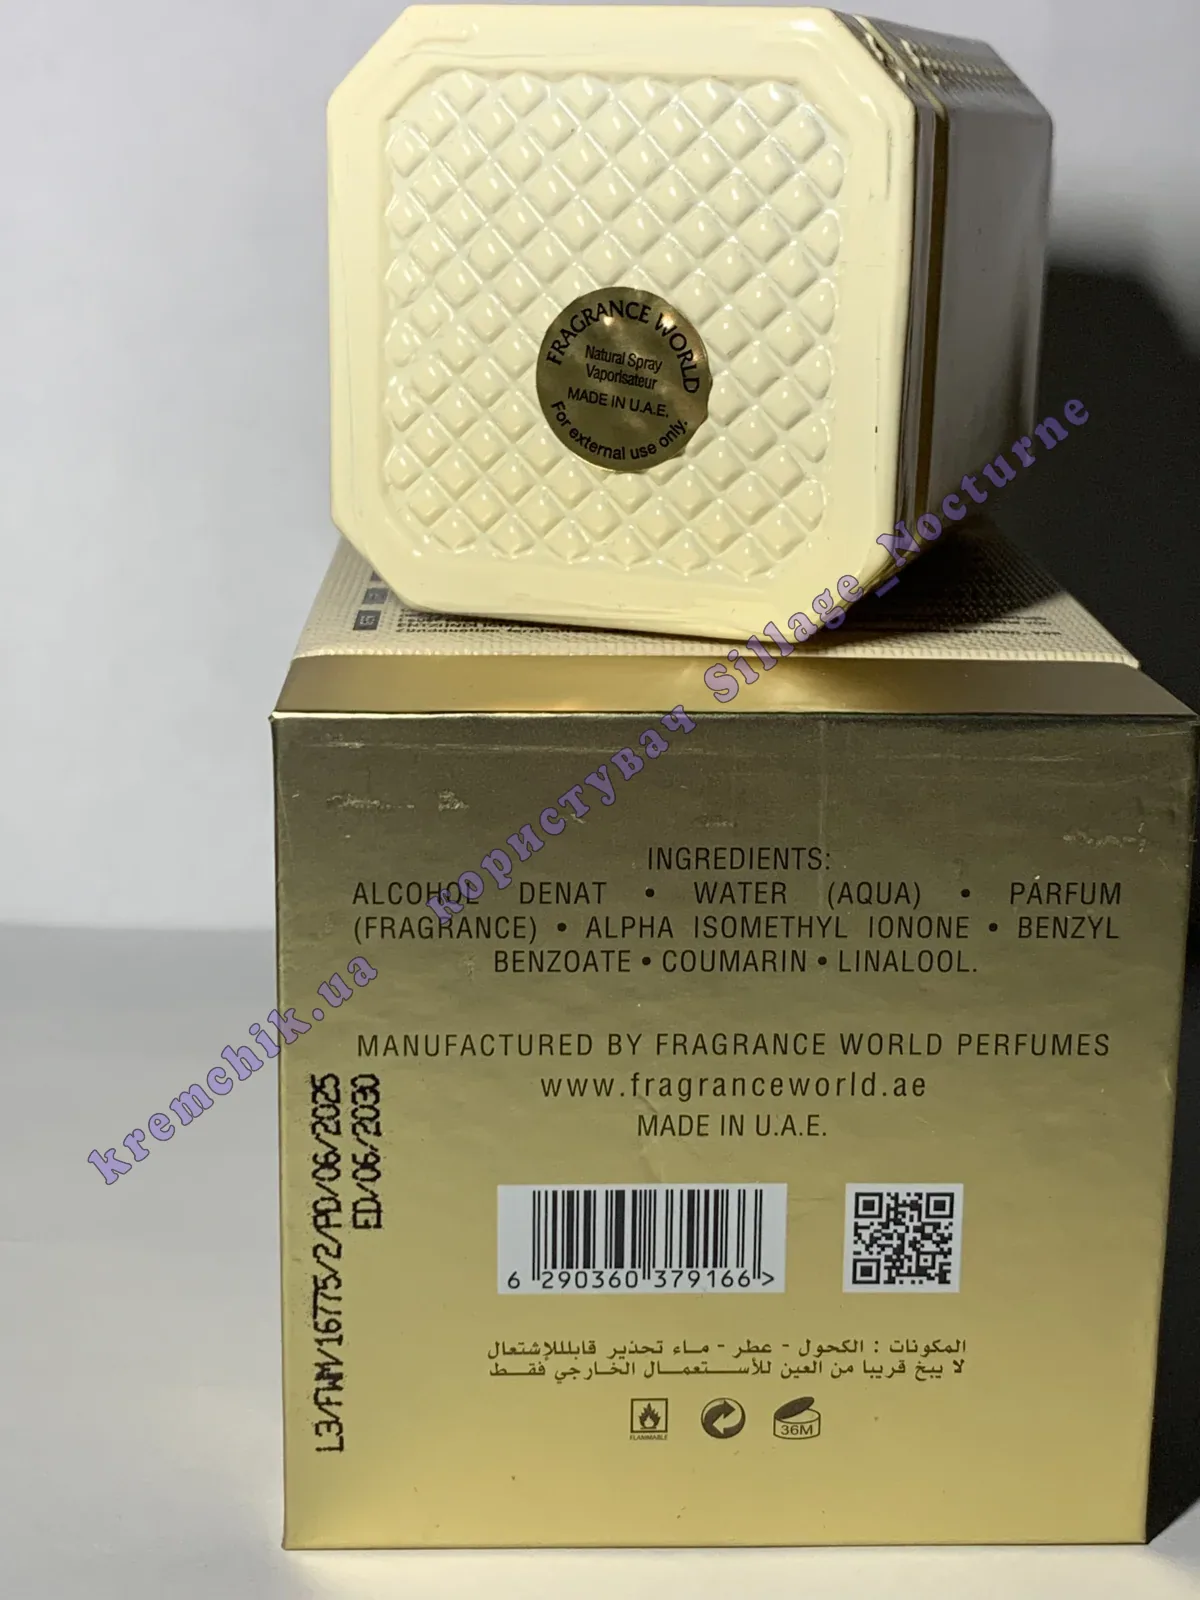 FRAGRANCE WORLD
Natural Spray
Vaporisateur
MADE IN U.A.E.
For external use only.
INGREDIENTS:
ALCOHOL DENAT • WATER (AQUA) • PARFUM
(FRAGRANCE) • ALPHA ISOMETHYL IONONE • BENZYL
BENZOATE • COUMARIN • LINALOOL.
MANUFACTURED BY FRAGRANCE WORLD PERFUMES
www.fragranceworld.ae
MADE IN U.A.E.
L3/FWM/16775/2/PD/06/2025
ED/06/2030
6 290360 379166 >
المكونات : الكحول - عطر - ماء تحذير قابلللإشتعال
لا يبخ قريبا من العين للأستعمال الخارجي فقط
FLAMMABLE
36M
kremchik.ua користувач Sillage_Nocturne